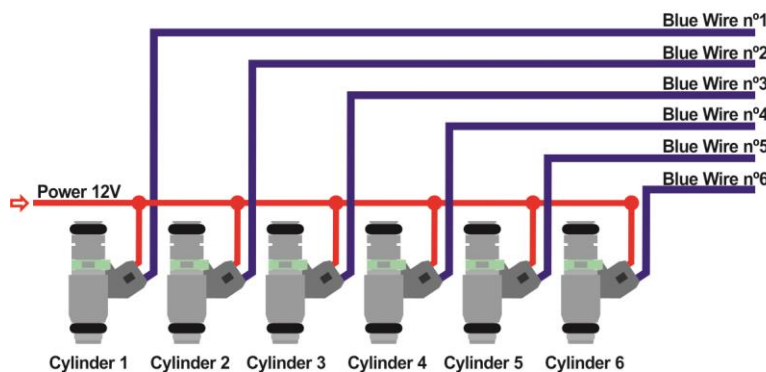 Blue Wire nº1
Blue Wire nº2
Blue Wire nº3
Blue Wire nº4
Blue Wire nº5
Blue Wire nº6
Power 12V
Cylinder 1 Cylinder 2 Cylinder 3 Cylinder 4 Cylinder 5 Cylinder 6